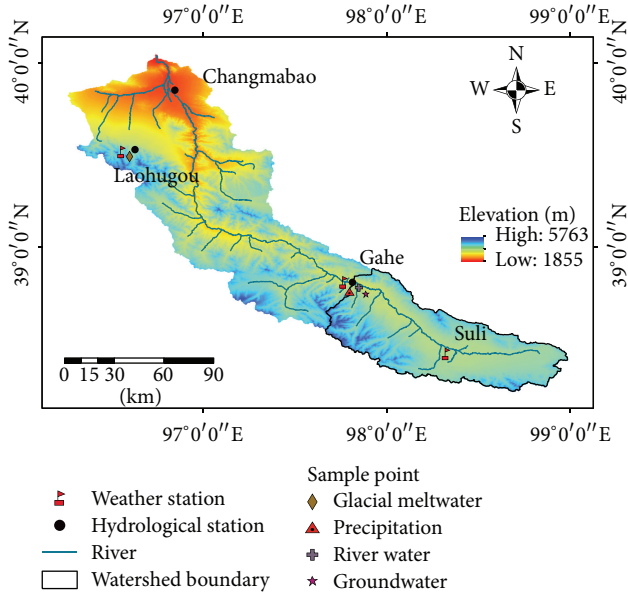 97°0′0″E 98°0′0″E 99°0′0″E
40°0′0″N
40°0′0″N
Changmabao
N
W E
S
Laohugou
Elevation (m)
High: 5763
Low: 1855
39°0′0″N
39°0′0″N
Gahe
Suli
0 15 30 60 90
(km)
97°0′0″E 98°0′0″E 99°0′0″E
Weather station
Hydrological station
River
Watershed boundary
Sample point
Glacial meltwater
Precipitation
River water
Groundwater